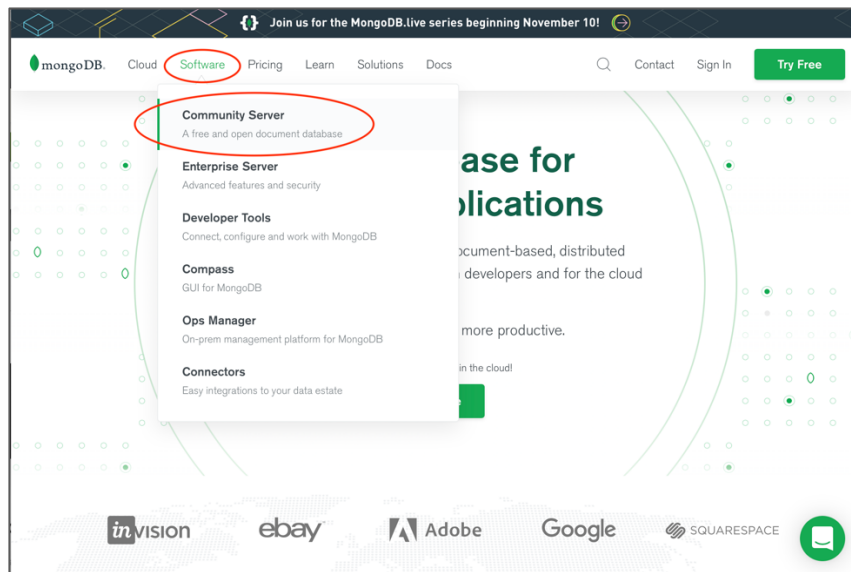 Join us for the MongoDB.live series beginning November 10!
mongoDB. Cloud Software Pricing Learn Solutions Docs Contact Sign In Try Free
Community Server
A free and open document database
Enterprise Server
Advanced features and security
Developer Tools
Connect, configure and work with MongoDB
Compass
GUI for MongoDB
Ops Manager
On-prem management platform for MongoDB
Connectors
Easy integrations to your data estate
ase for
lications
ocument-based, distributed
developers and for the cloud
more productive.
in the cloud!
invision ebay Adobe Google SQUARESPACE